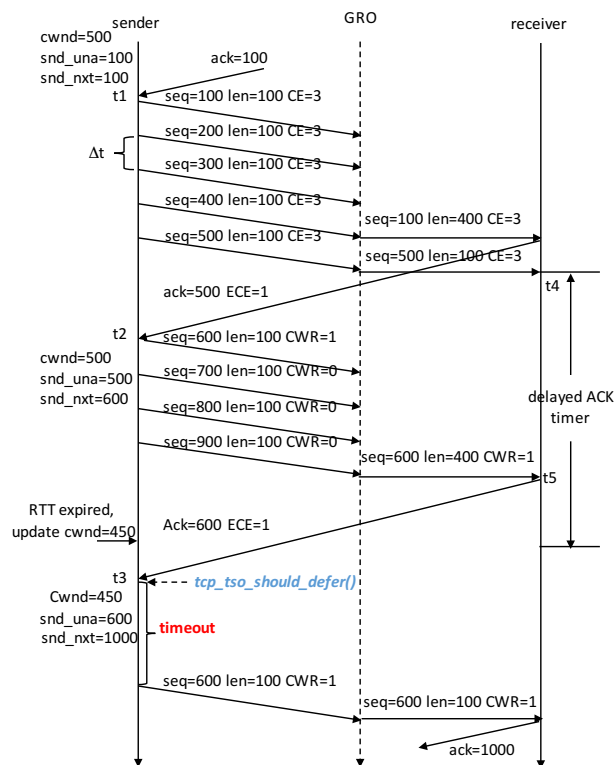 sender
GRO
receiver
cwnd=500
snd_una=100
snd_nxt=100
ack=100
t1
seq=100 len=100 CE=3
seq=200 len=100 CE=3
Δt
seq=300 len=100 CE=3
seq=400 len=100 CE=3
seq=100 len=400 CE=3
seq=500 len=100 CE=3
seq=500 len=100 CE=3
t4
ack=500 ECE=1
t2
seq=600 len=100 CWR=1
cwnd=500
snd_una=500
snd_nxt=600
seq=700 len=100 CWR=0
seq=800 len=100 CWR=0
delayed ACK
timer
seq=900 len=100 CWR=0
seq=600 len=400 CWR=1
t5
RTT expired,
update cwnd=450
Ack=600 ECE=1
t3
tcp_tso_should_defer()
Cwnd=450
snd_una=600
snd_nxt=1000
timeout
seq=600 len=100 CWR=1
seq=600 len=100 CWR=1
ack=1000